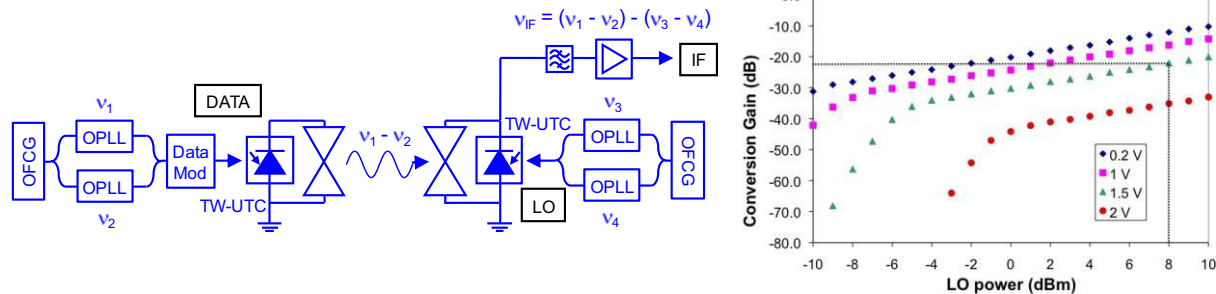 ν_IF = (ν₁ - ν₂) - (ν₃ - ν₄)
IF
DATA
ν₁
OFCG
OPLL
OPLL
ν₂
Data
Mod
TW-UTC
ν₁ - ν₂
TW-UTC
LO
ν₃
OPLL
OPLL
ν₄
OFCG
Conversion Gain (dB)
-10.0
-20.0
-30.0
-40.0
-50.0
-60.0
-70.0
-80.0
0.2 V
1 V
1.5 V
2 V
-10 -8 -6 -4 -2 0 2 4 6 8 10
LO power (dBm)